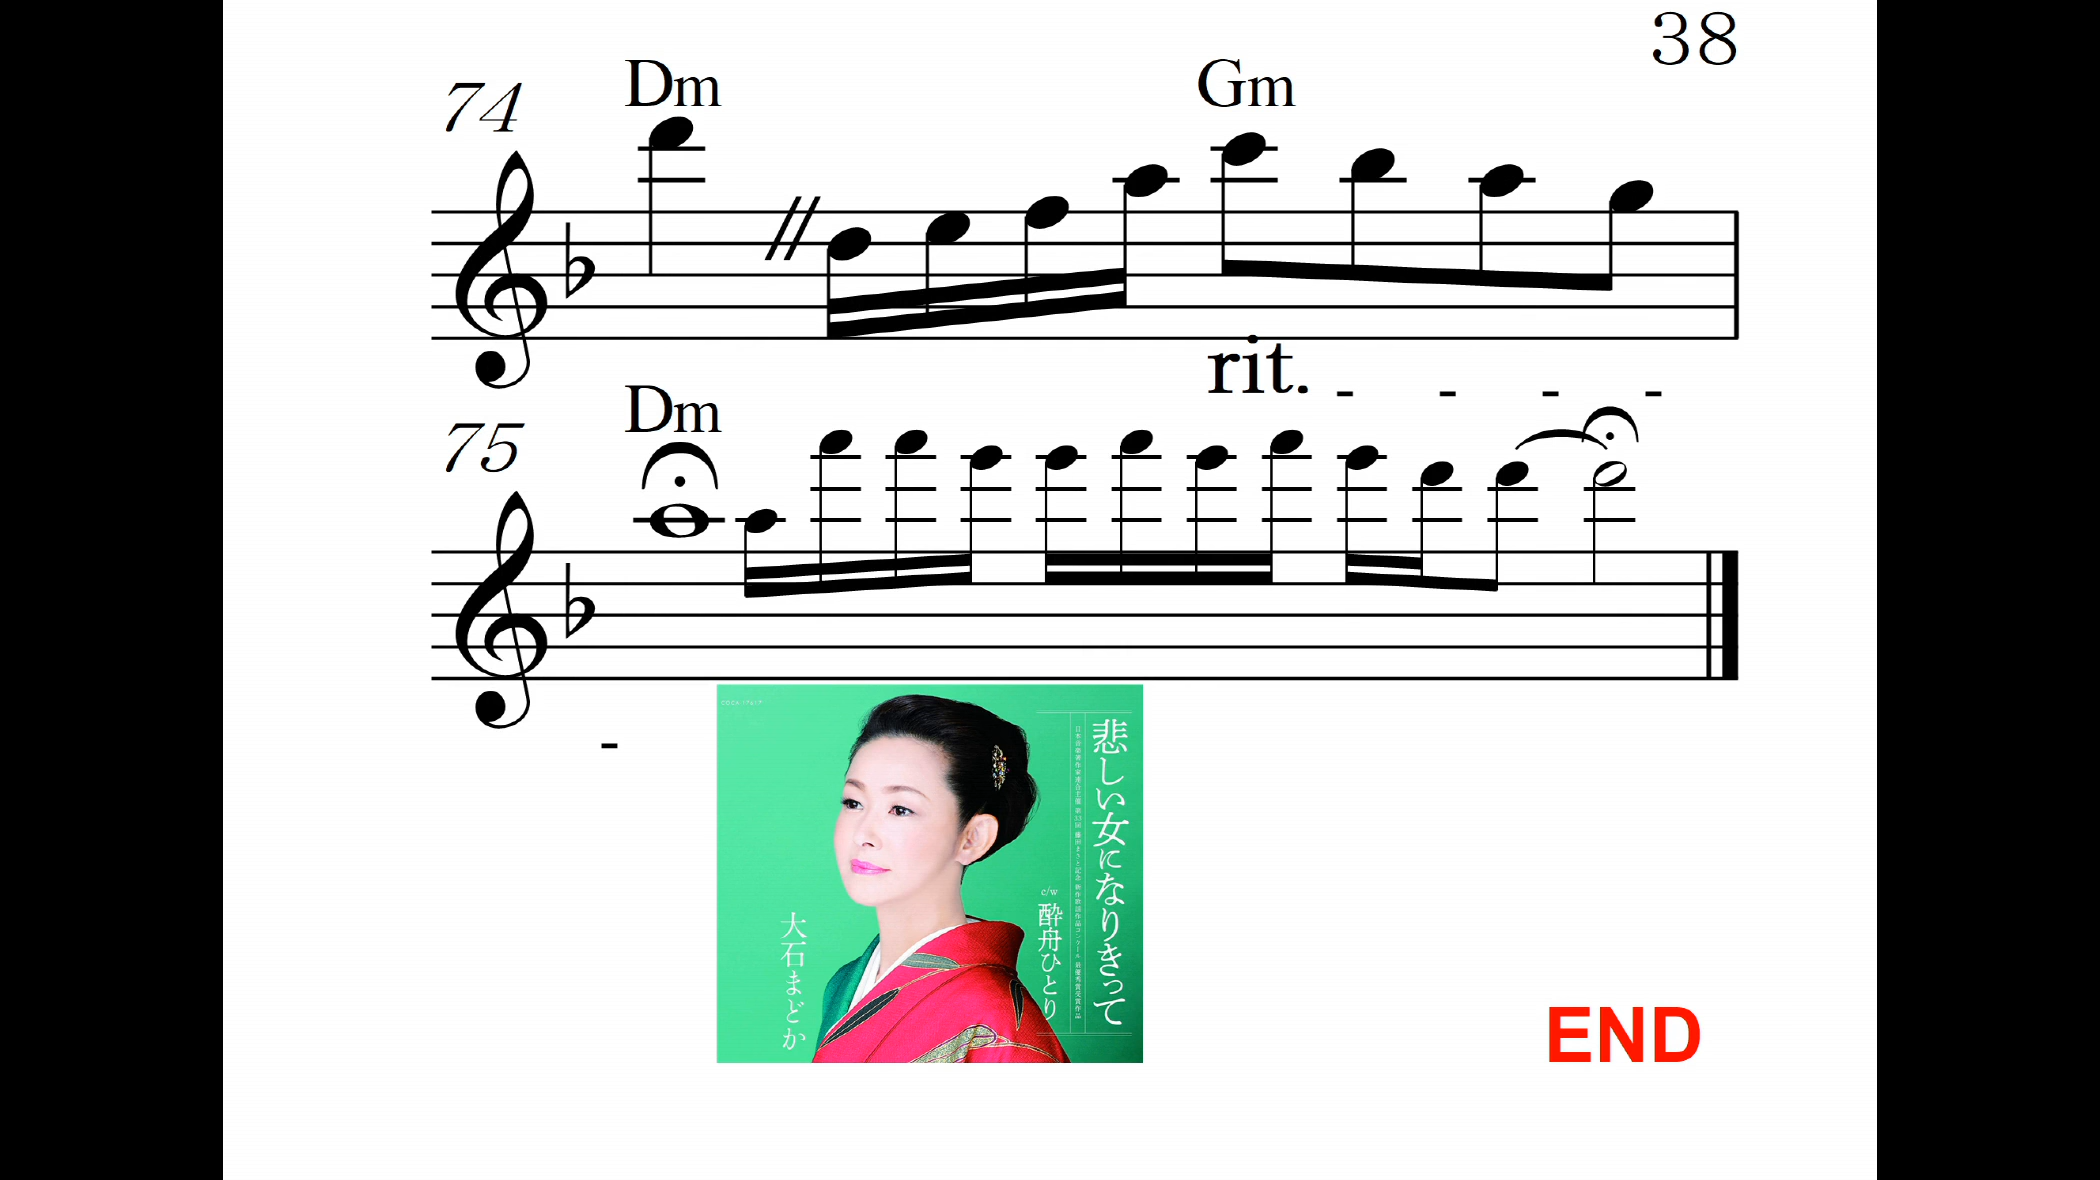 38
74
Dm
Gm
rit. - - - -
75
Dm
-
悲しい女になりきって
c/w
酔舟ひとり
大石まどか
END